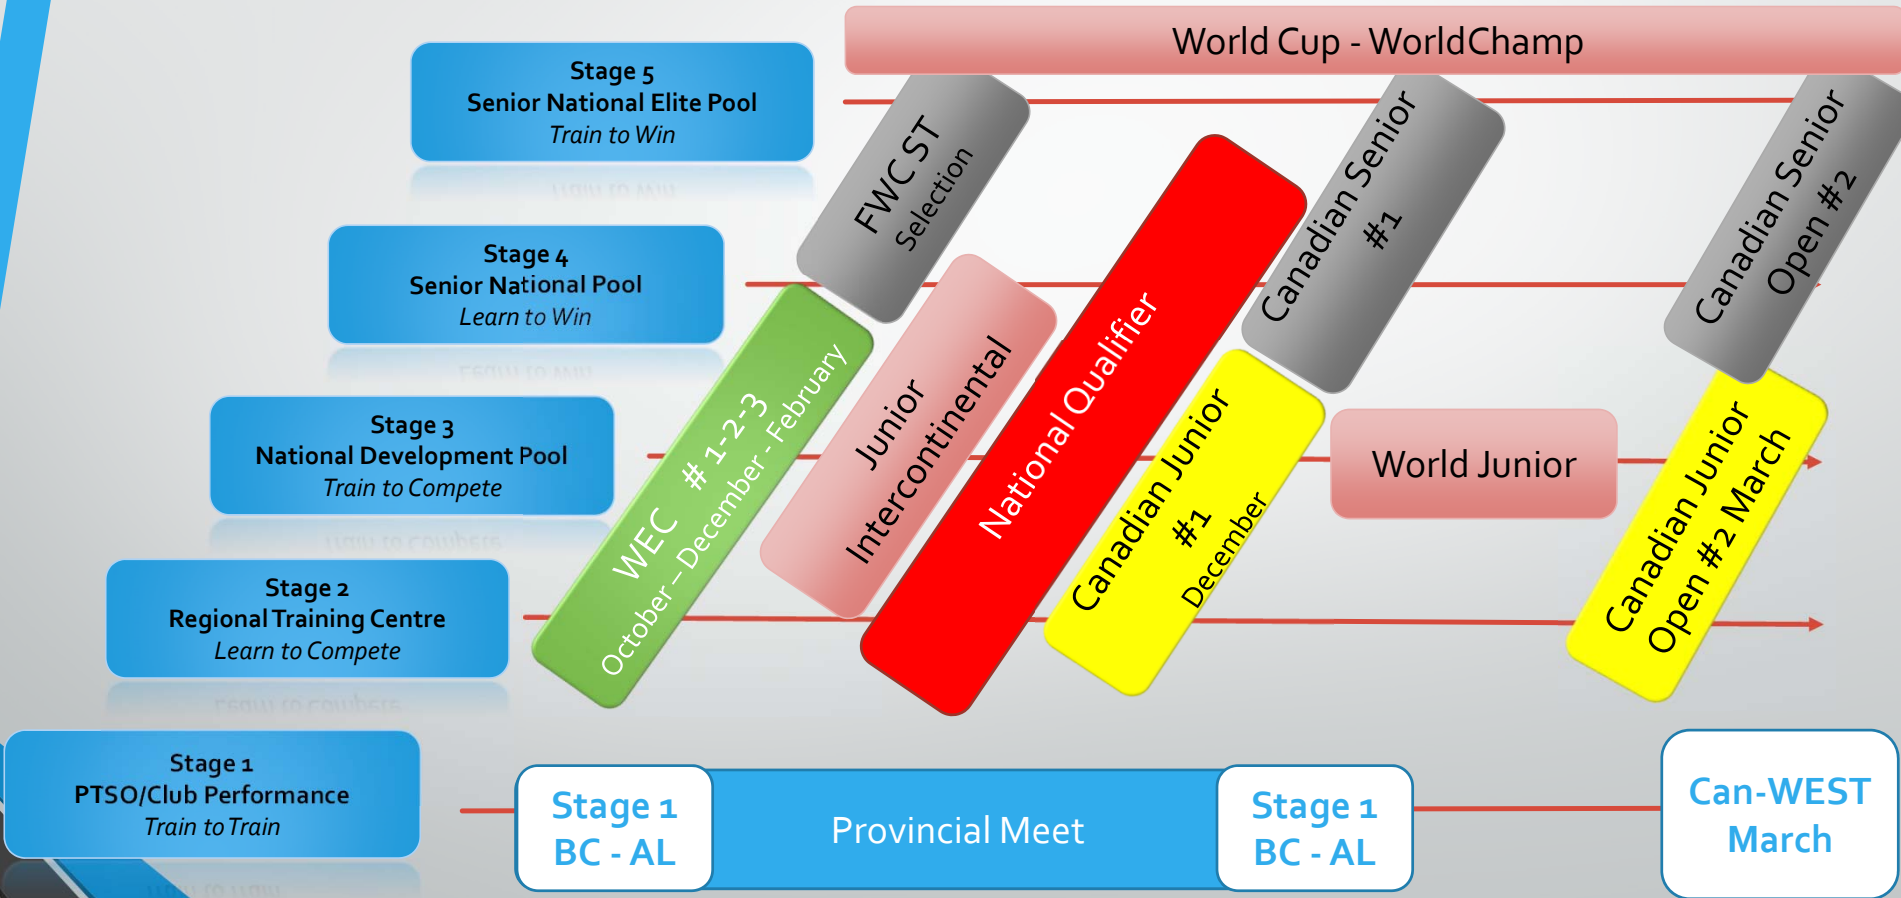 World Cup - WorldChamp
Stage 5
Senior National Elite Pool
Train to Win
FWC ST
Selection
Canadian Senior
#1
Canadian Senior
Open #2
Stage 4
Senior National Pool
Learn to Win
WEC # 1-2-3
October – December - February
Junior
Intercontinental
National Qualifier
Stage 3
National Development Pool
Train to Compete
Canadian Junior
#1
December
World Junior
Canadian Junior
Open #2 March
Stage 2
Regional Training Centre
Learn to Compete
Stage 1
PTSO/Club Performance
Train to Train
Stage 1
BC - AL
Provincial Meet
Stage 1
BC - AL
Can-WEST
March